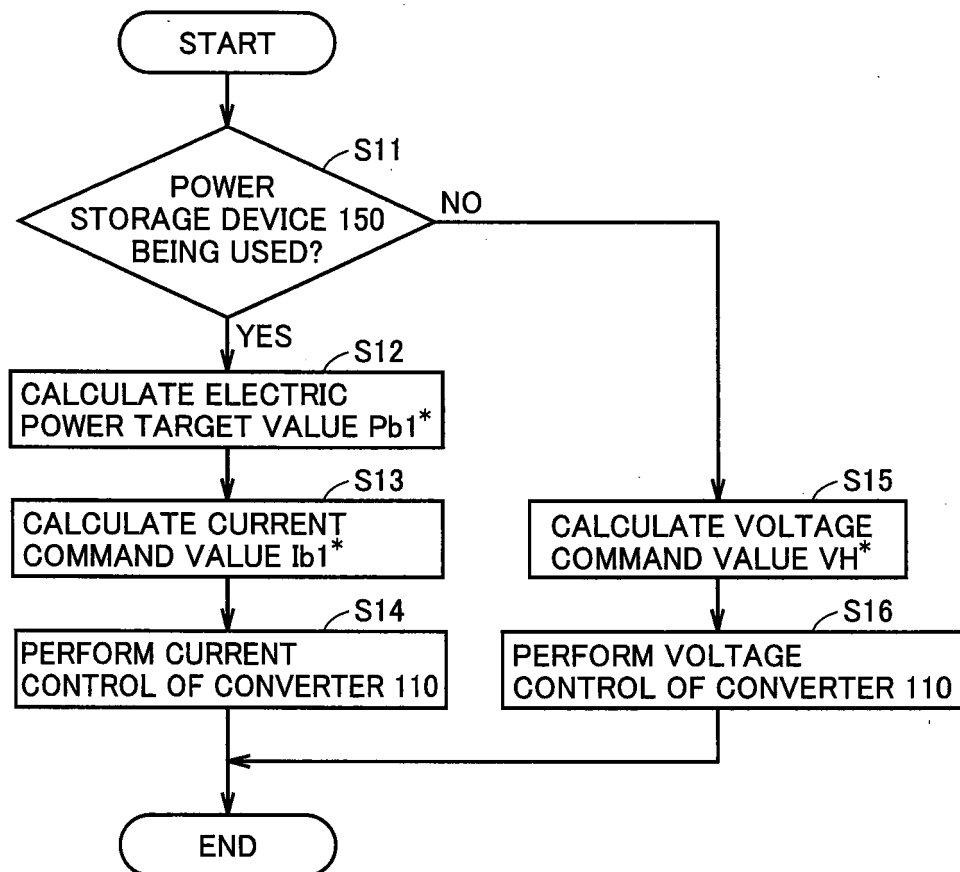 START
S11
POWER
STORAGE DEVICE 150
BEING USED?
NO
YES
S12
CALCULATE ELECTRIC
POWER TARGET VALUE Pb1*
S13
CALCULATE CURRENT
COMMAND VALUE Ib1*
S14
PERFORM CURRENT
CONTROL OF CONVERTER 110
S15
CALCULATE VOLTAGE
COMMAND VALUE VH*
S16
PERFORM VOLTAGE
CONTROL OF CONVERTER 110
END